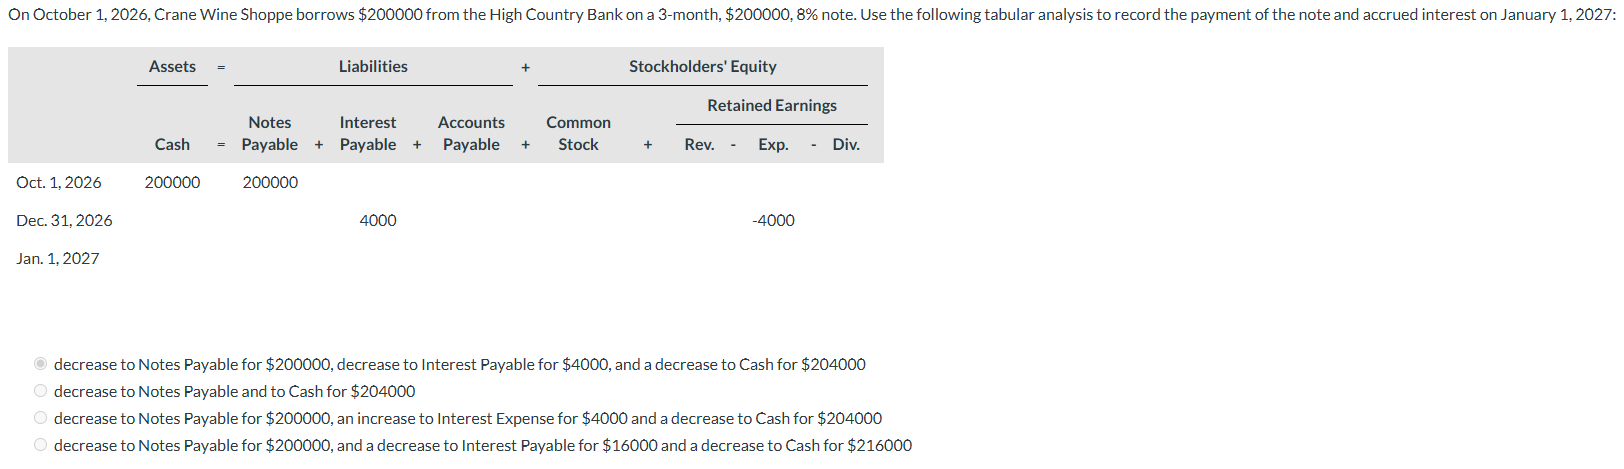 On October 1, 2026, Crane Wine Shoppe borrows $200000 from the High Country Bank on a 3-month, $200000, 8% note. Use the following tabular analysis to record the payment of the note and accrued interest on January 1, 2027:
Assets = Liabilities + Stockholders' Equity
Retained Earnings
Notes Interest Accounts Common
Cash = Payable + Payable + Payable + Stock + Rev. - Exp. - Div.
Oct. 1, 2026 200000 200000
Dec. 31, 2026 4000 -4000
Jan. 1, 2027
decrease to Notes Payable for $200000, decrease to Interest Payable for $4000, and a decrease to Cash for $204000
decrease to Notes Payable and to Cash for $204000
decrease to Notes Payable for $200000, an increase to Interest Expense for $4000 and a decrease to Cash for $204000
decrease to Notes Payable for $200000, and a decrease to Interest Payable for $16000 and a decrease to Cash for $216000